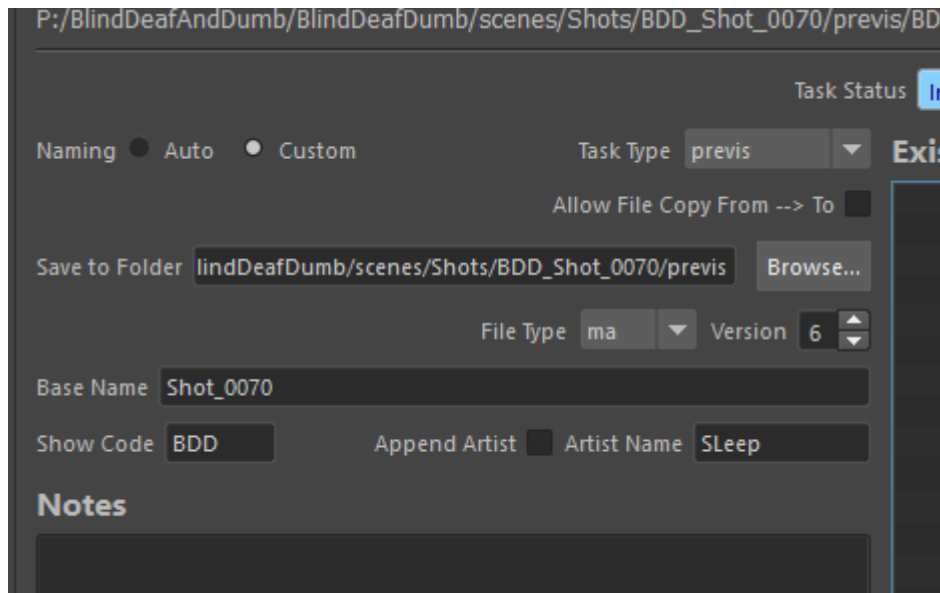 P:/BlindDeafAndDumb/BlindDeafDumb/scenes/Shots/BDD_Shot_0070/previs/BD
Task Status
Naming Auto Custom Task Type previs
Allow File Copy From --> To
Save to Folder lindDeafDumb/scenes/Shots/BDD_Shot_0070/previs Browse...
File Type ma Version 6
Base Name Shot_0070
Show Code BDD Append Artist Artist Name SLeep
Notes